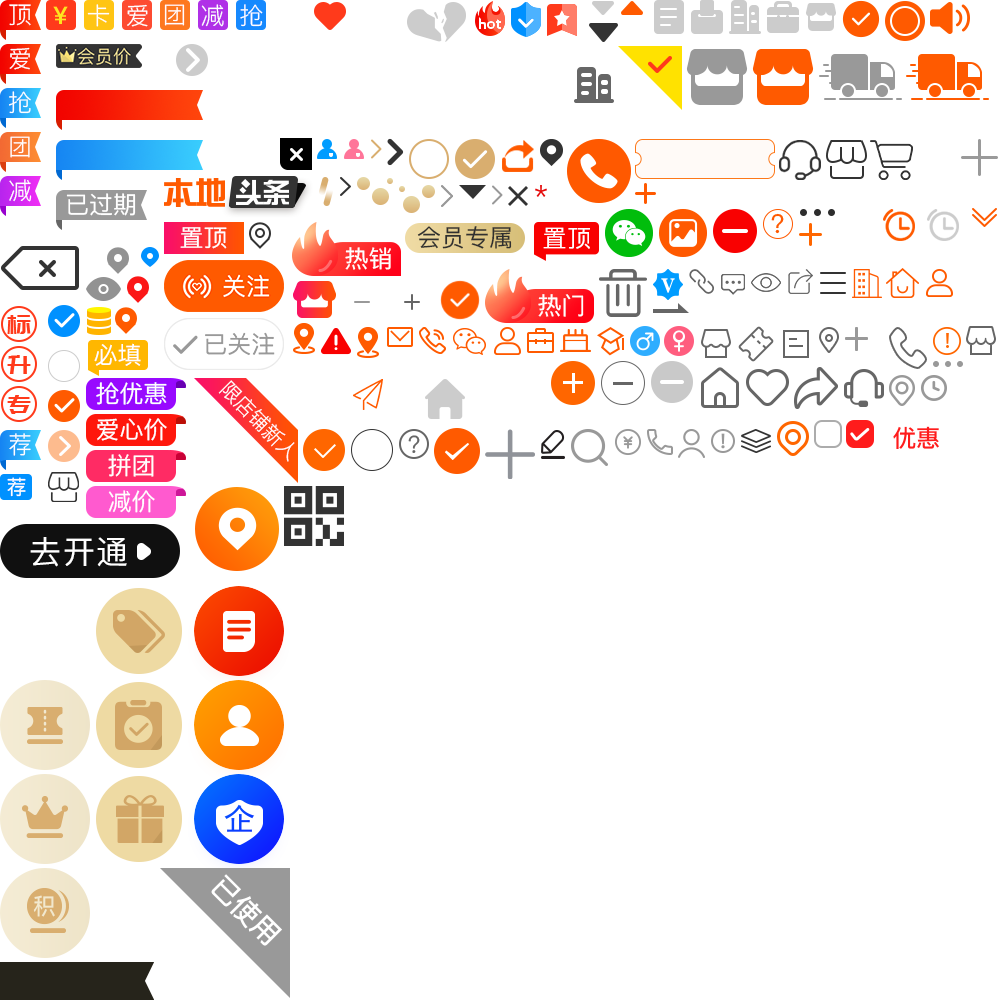 顶 ¥ 卡 爱 团 减 抢
hot
爱
会员价
抢
团
减
已过期
本地头条
置顶
会员专属
置顶
热销
关注
热门
V
标
已关注
必填
升
抢优惠
限店铺新人
专
爱心价
优惠
荐
拼团
¥
荐
减价
去开通
企
积
已使用